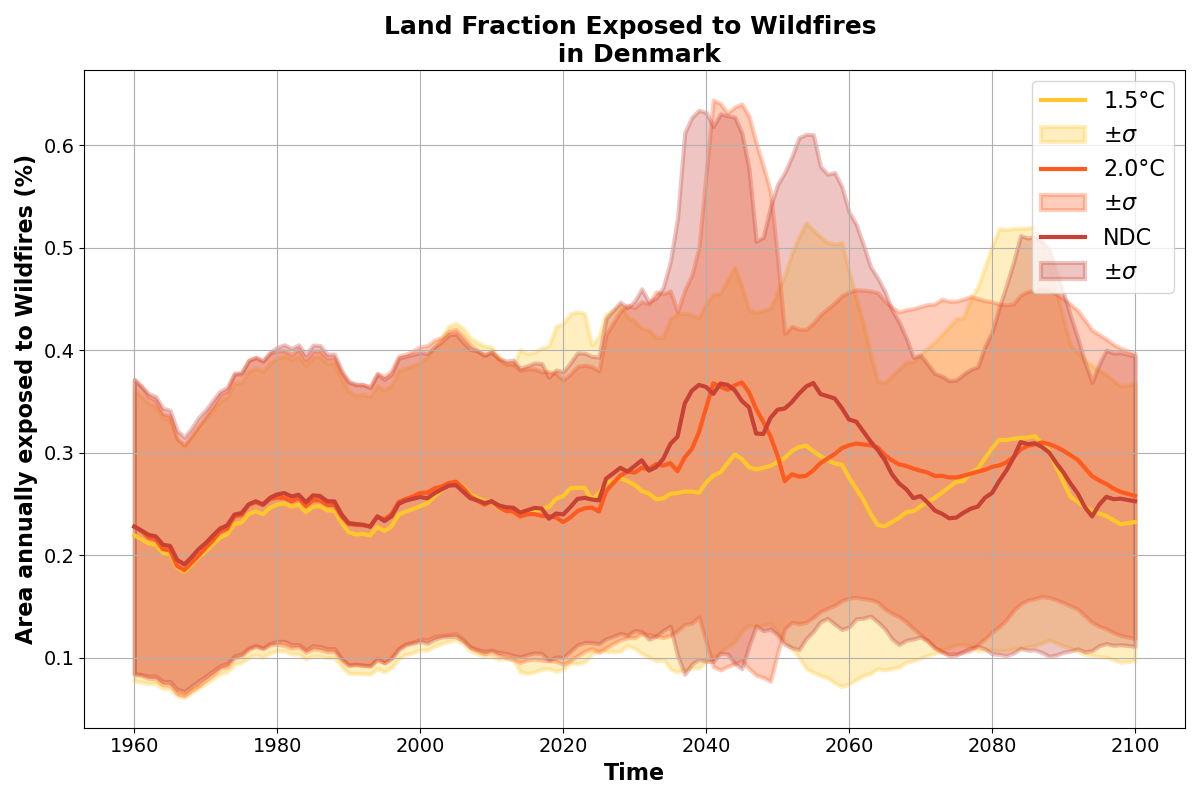 Land Fraction Exposed to Wildfires
in Denmark
Area annually exposed to Wildfires (%)
0.6
0.5
0.4
0.3
0.2
0.1
1960
1980
2000
2020
2040
2060
2080
2100
Time
1.5°C
±σ
2.0°C
±σ
NDC
±σ